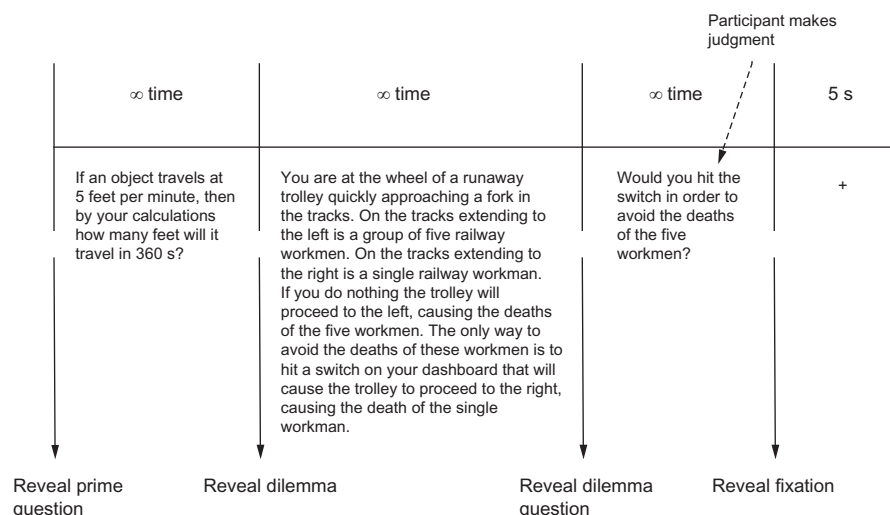 Participant makes
judgment
∞ time
∞ time
∞ time
5 s
If an object travels at
5 feet per minute, then
by your calculations
how many feet will it
travel in 360 s?
You are at the wheel of a runaway
trolley quickly approaching a fork in
the tracks. On the tracks extending to
the left is a group of five railway
workmen. On the tracks extending to
the right is a single railway workman.
If you do nothing the trolley will
proceed to the left, causing the deaths
of the five workmen. The only way to
avoid the deaths of these workmen is to
hit a switch on your dashboard that will
cause the trolley to proceed to the right,
causing the death of the single
workman.
Would you hit the
switch in order to
avoid the deaths
of the five
workmen?
+
Reveal prime
question
Reveal dilemma
Reveal dilemma
question
Reveal fixation